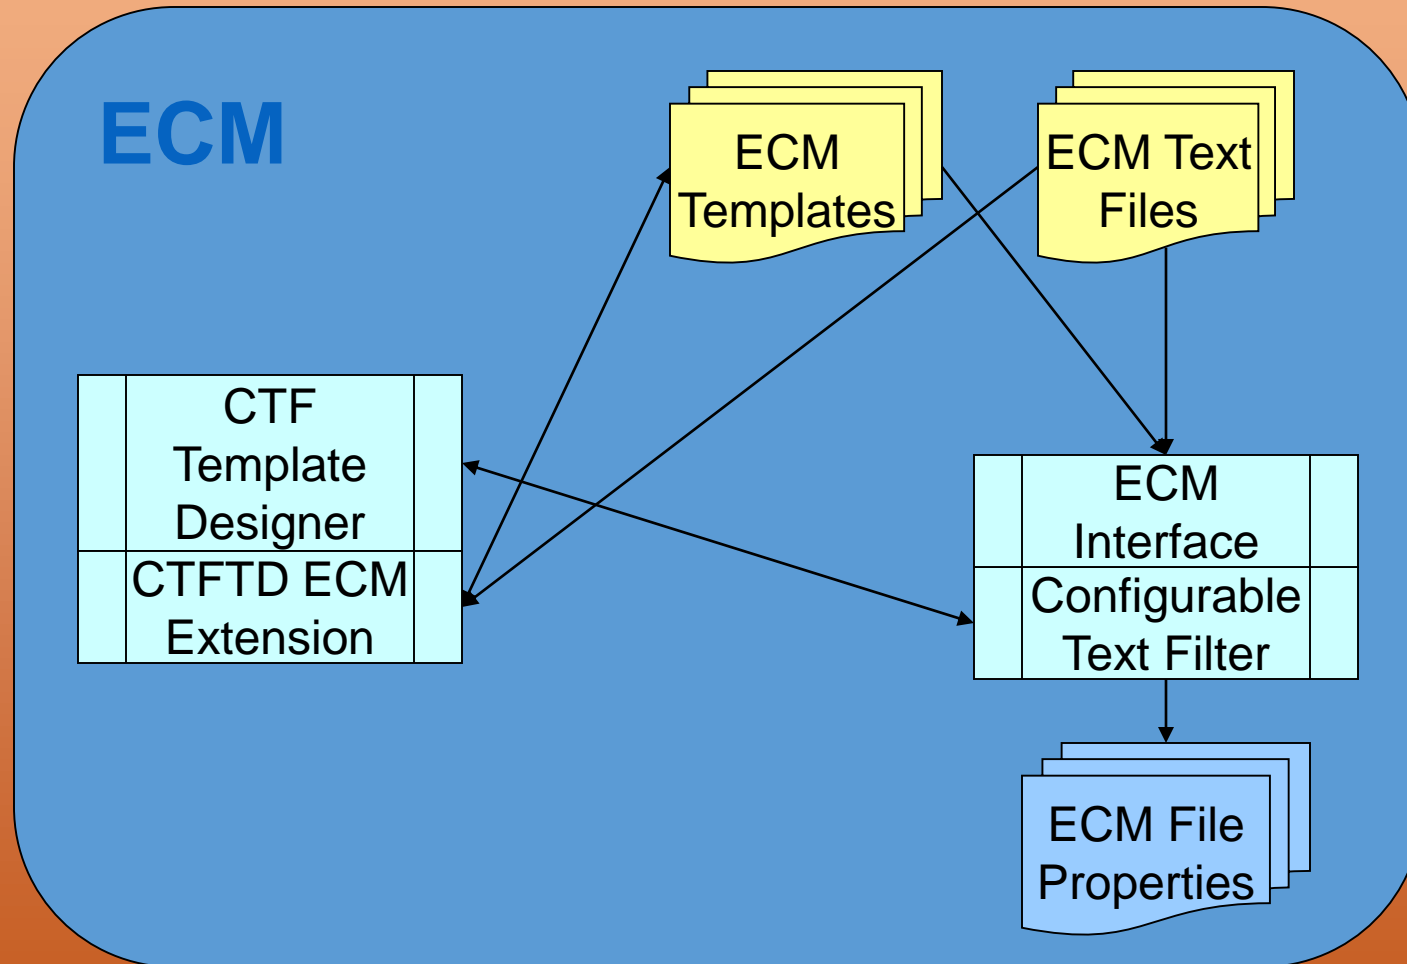 ECM
ECM
Templates
ECM Text
Files
CTF
Template
Designer
CTFTD ECM
Extension
ECM
Interface
Configurable
Text Filter
ECM File
Properties